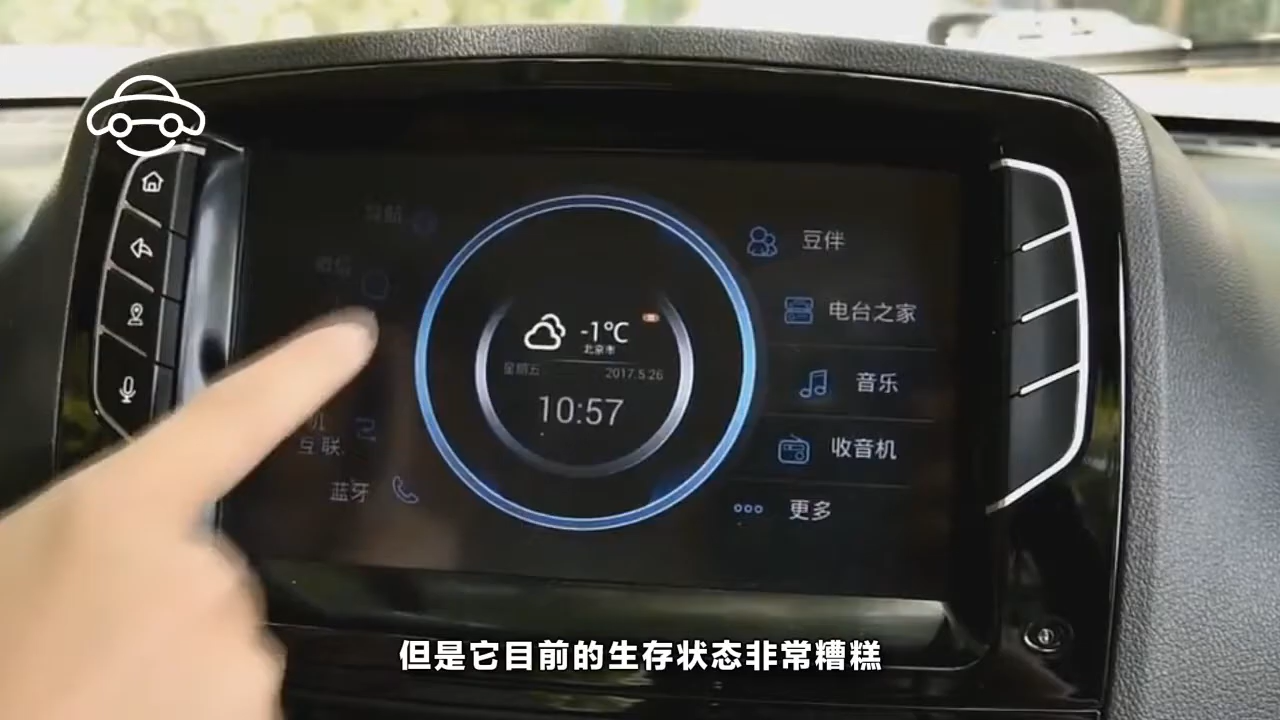 豆伴
电台之家
-1°C
北京市
星期五
2017.5.26
音乐
10:57
互联
收音机
蓝牙
更多
但是它目前的生存状态非常糟糕